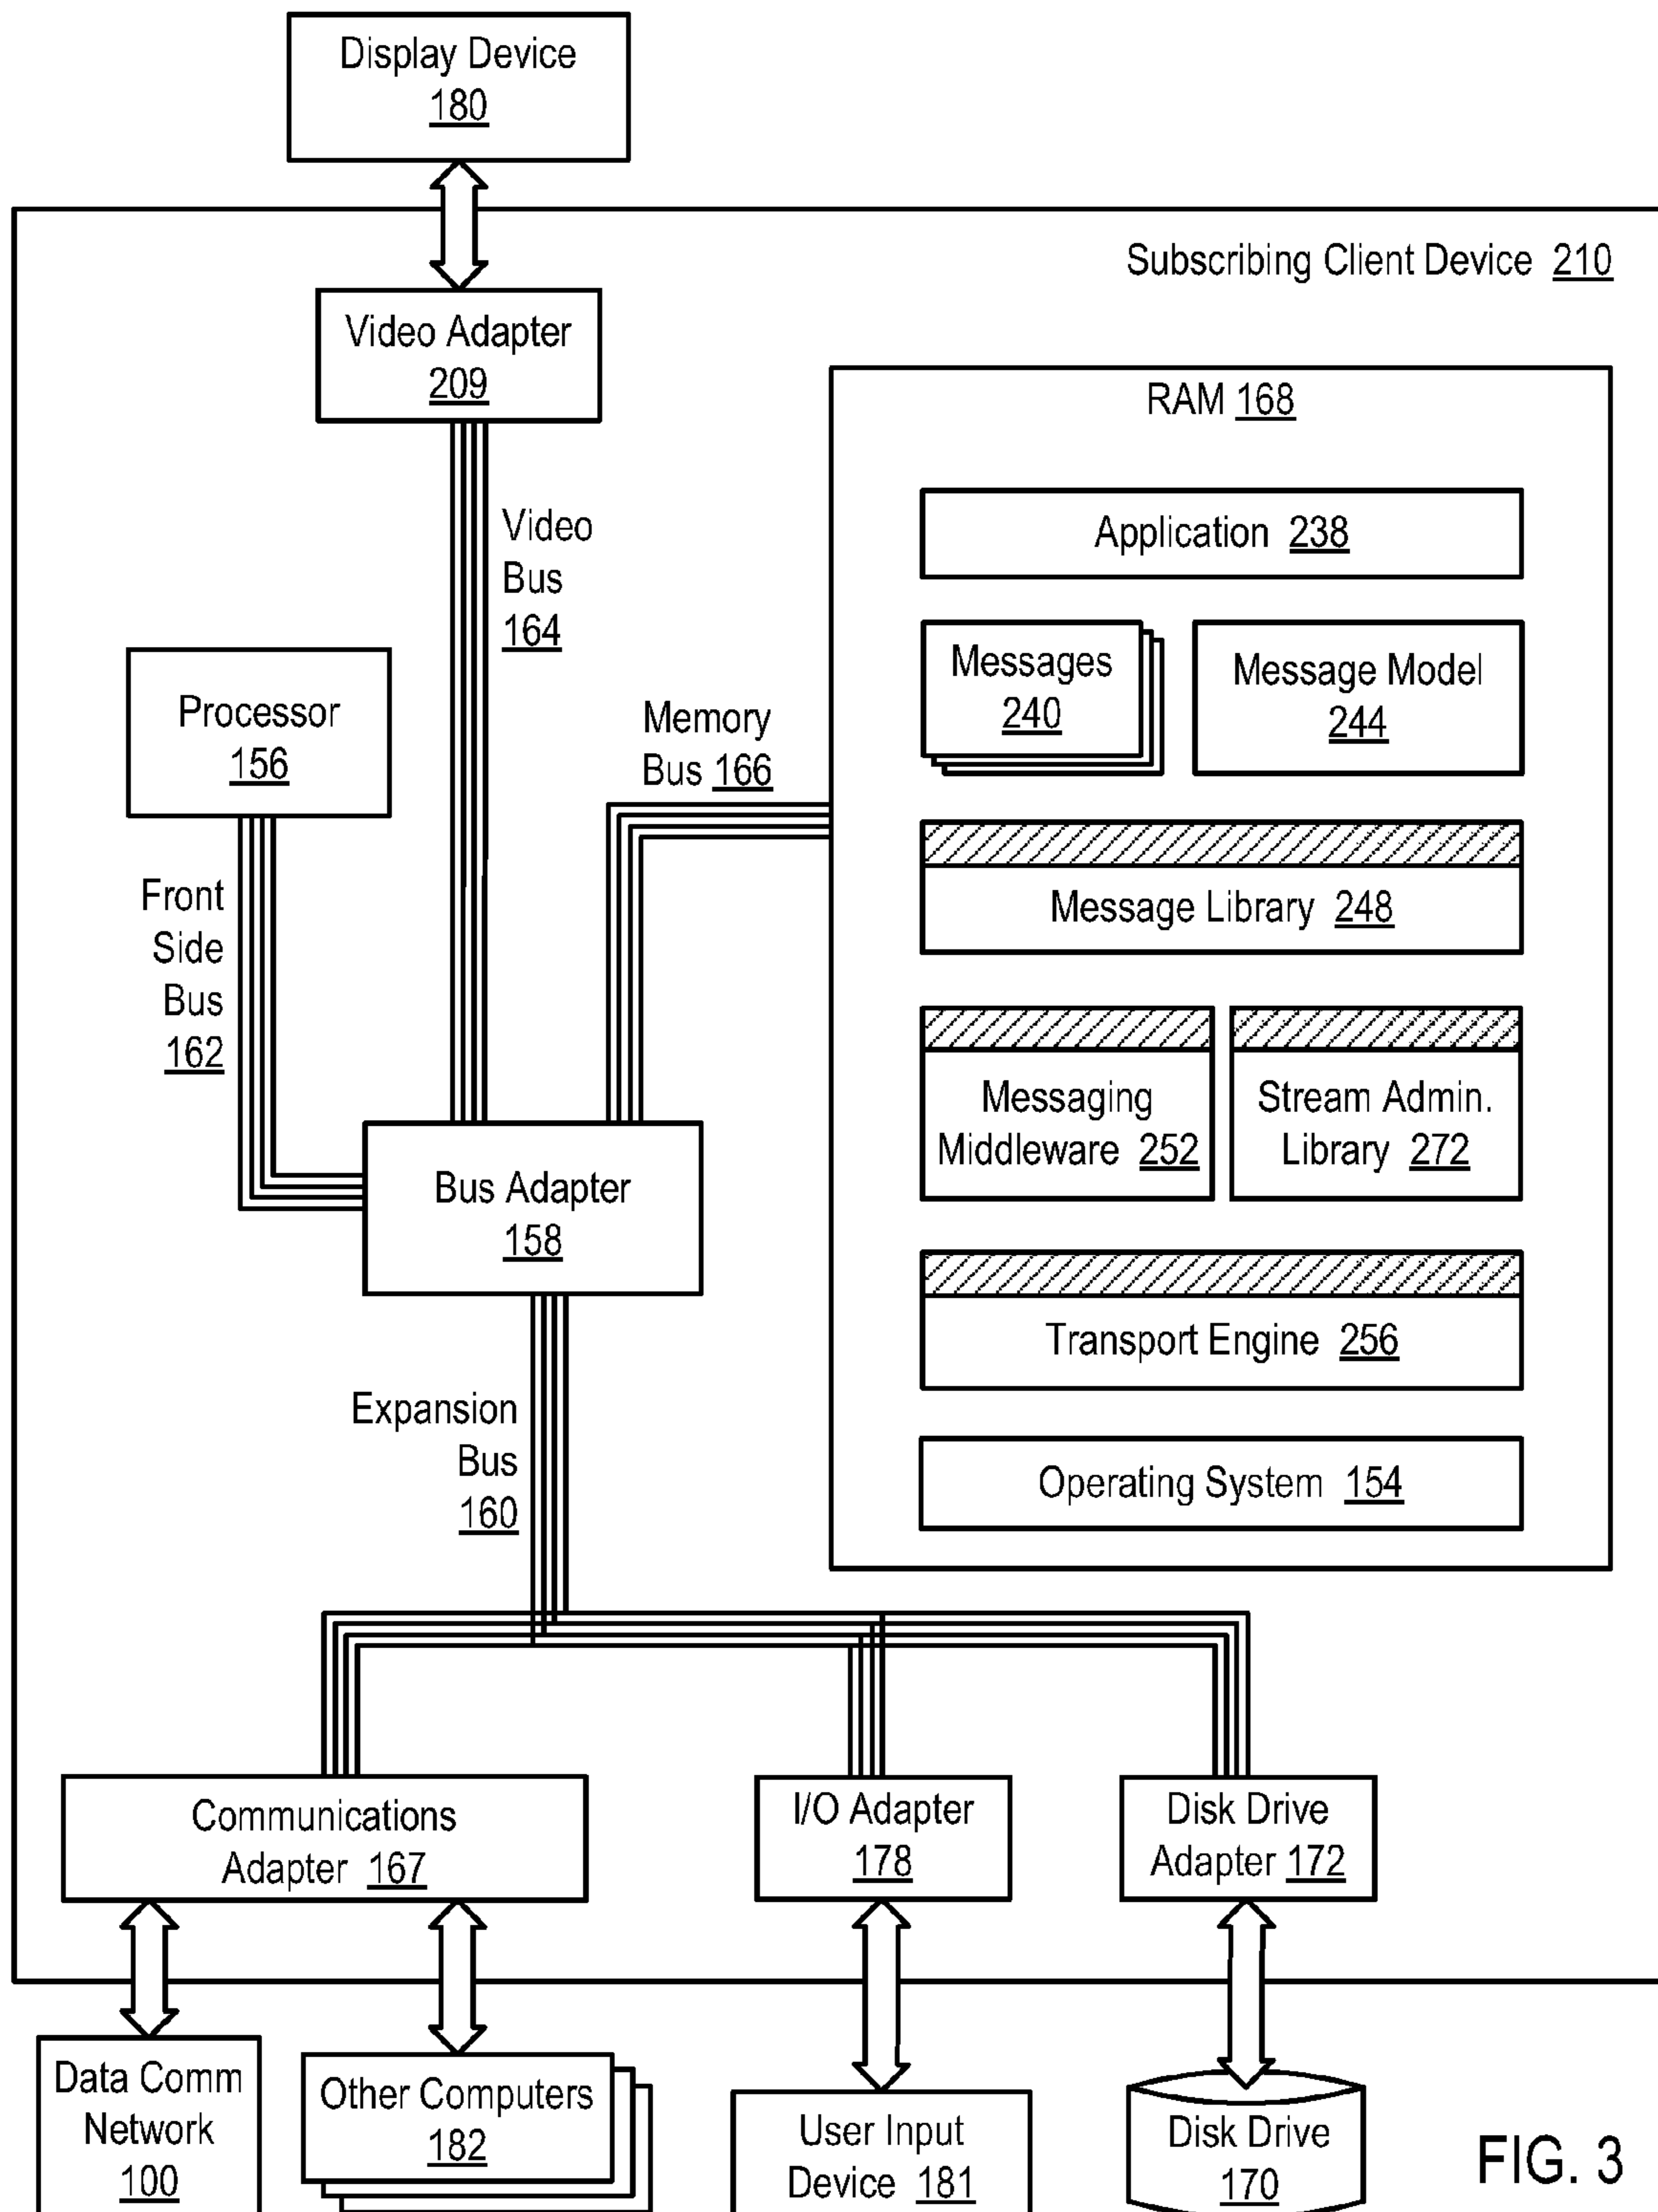 Display Device
180
Subscribing Client Device 210
Video Adapter
209
RAM 168
Video
Bus
164
Application 238
Messages
240
Message Model
244
Processor
156
Memory
Bus 166
Front
Side
Bus
162
Message Library 248
Messaging
Middleware 252
Stream Admin.
Library 272
Bus Adapter
158
Transport Engine 256
Expansion
Bus
160
Operating System 154
Communications
Adapter 167
I/O Adapter
178
Disk Drive
Adapter 172
Data Comm
Network
100
Other Computers
182
User Input
Device 181
Disk Drive
170
FIG. 3